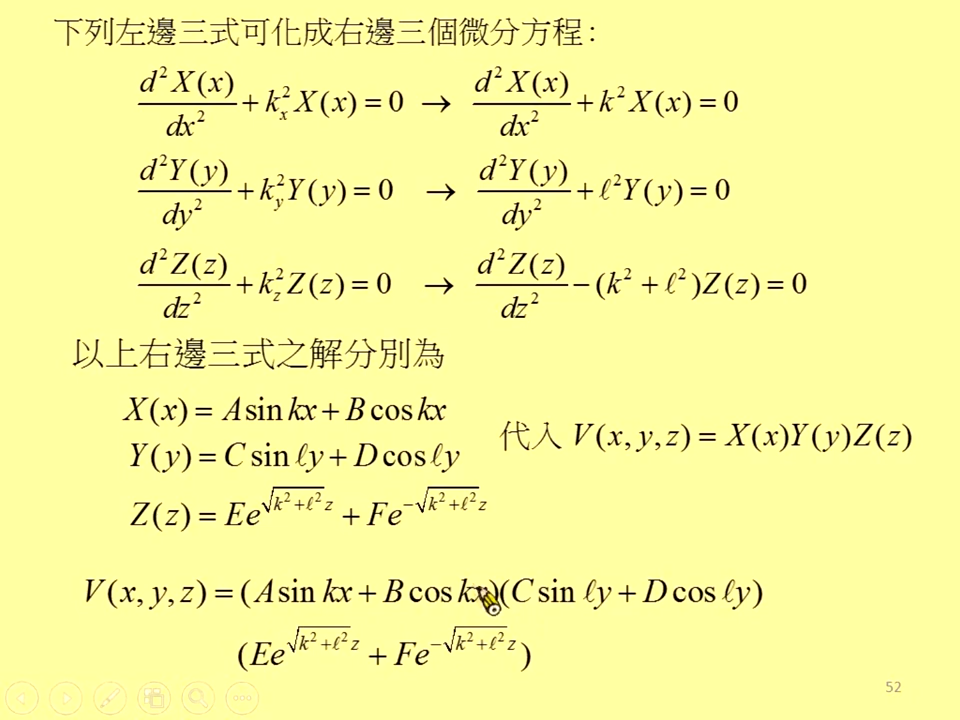 下列左邊三式可化成右邊三個微分方程:
d²X(x)/dx² + kₓ²X(x) = 0 → d²X(x)/dx² + k²X(x) = 0
d²Y(y)/dy² + k_y²Y(y) = 0 → d²Y(y)/dy² + ℓ²Y(y) = 0
d²Z(z)/dz² + k_z²Z(z) = 0 → d²Z(z)/dz² − (k² + ℓ²)Z(z) = 0
以上右邊三式之解分別為
X(x) = A sin kx + B cos kx
Y(y) = C sin ℓy + D cos ℓy
Z(z) = Ee^(√(k²+ℓ²) z) + Fe^(−√(k²+ℓ²) z)
代入 V(x, y, z) = X(x)Y(y)Z(z)
V(x, y, z) = (A sin kx + B cos kx)(C sin ℓy + D cos ℓy)
(Ee^(√(k²+ℓ²) z) + Fe^(−√(k²+ℓ²) z))
52